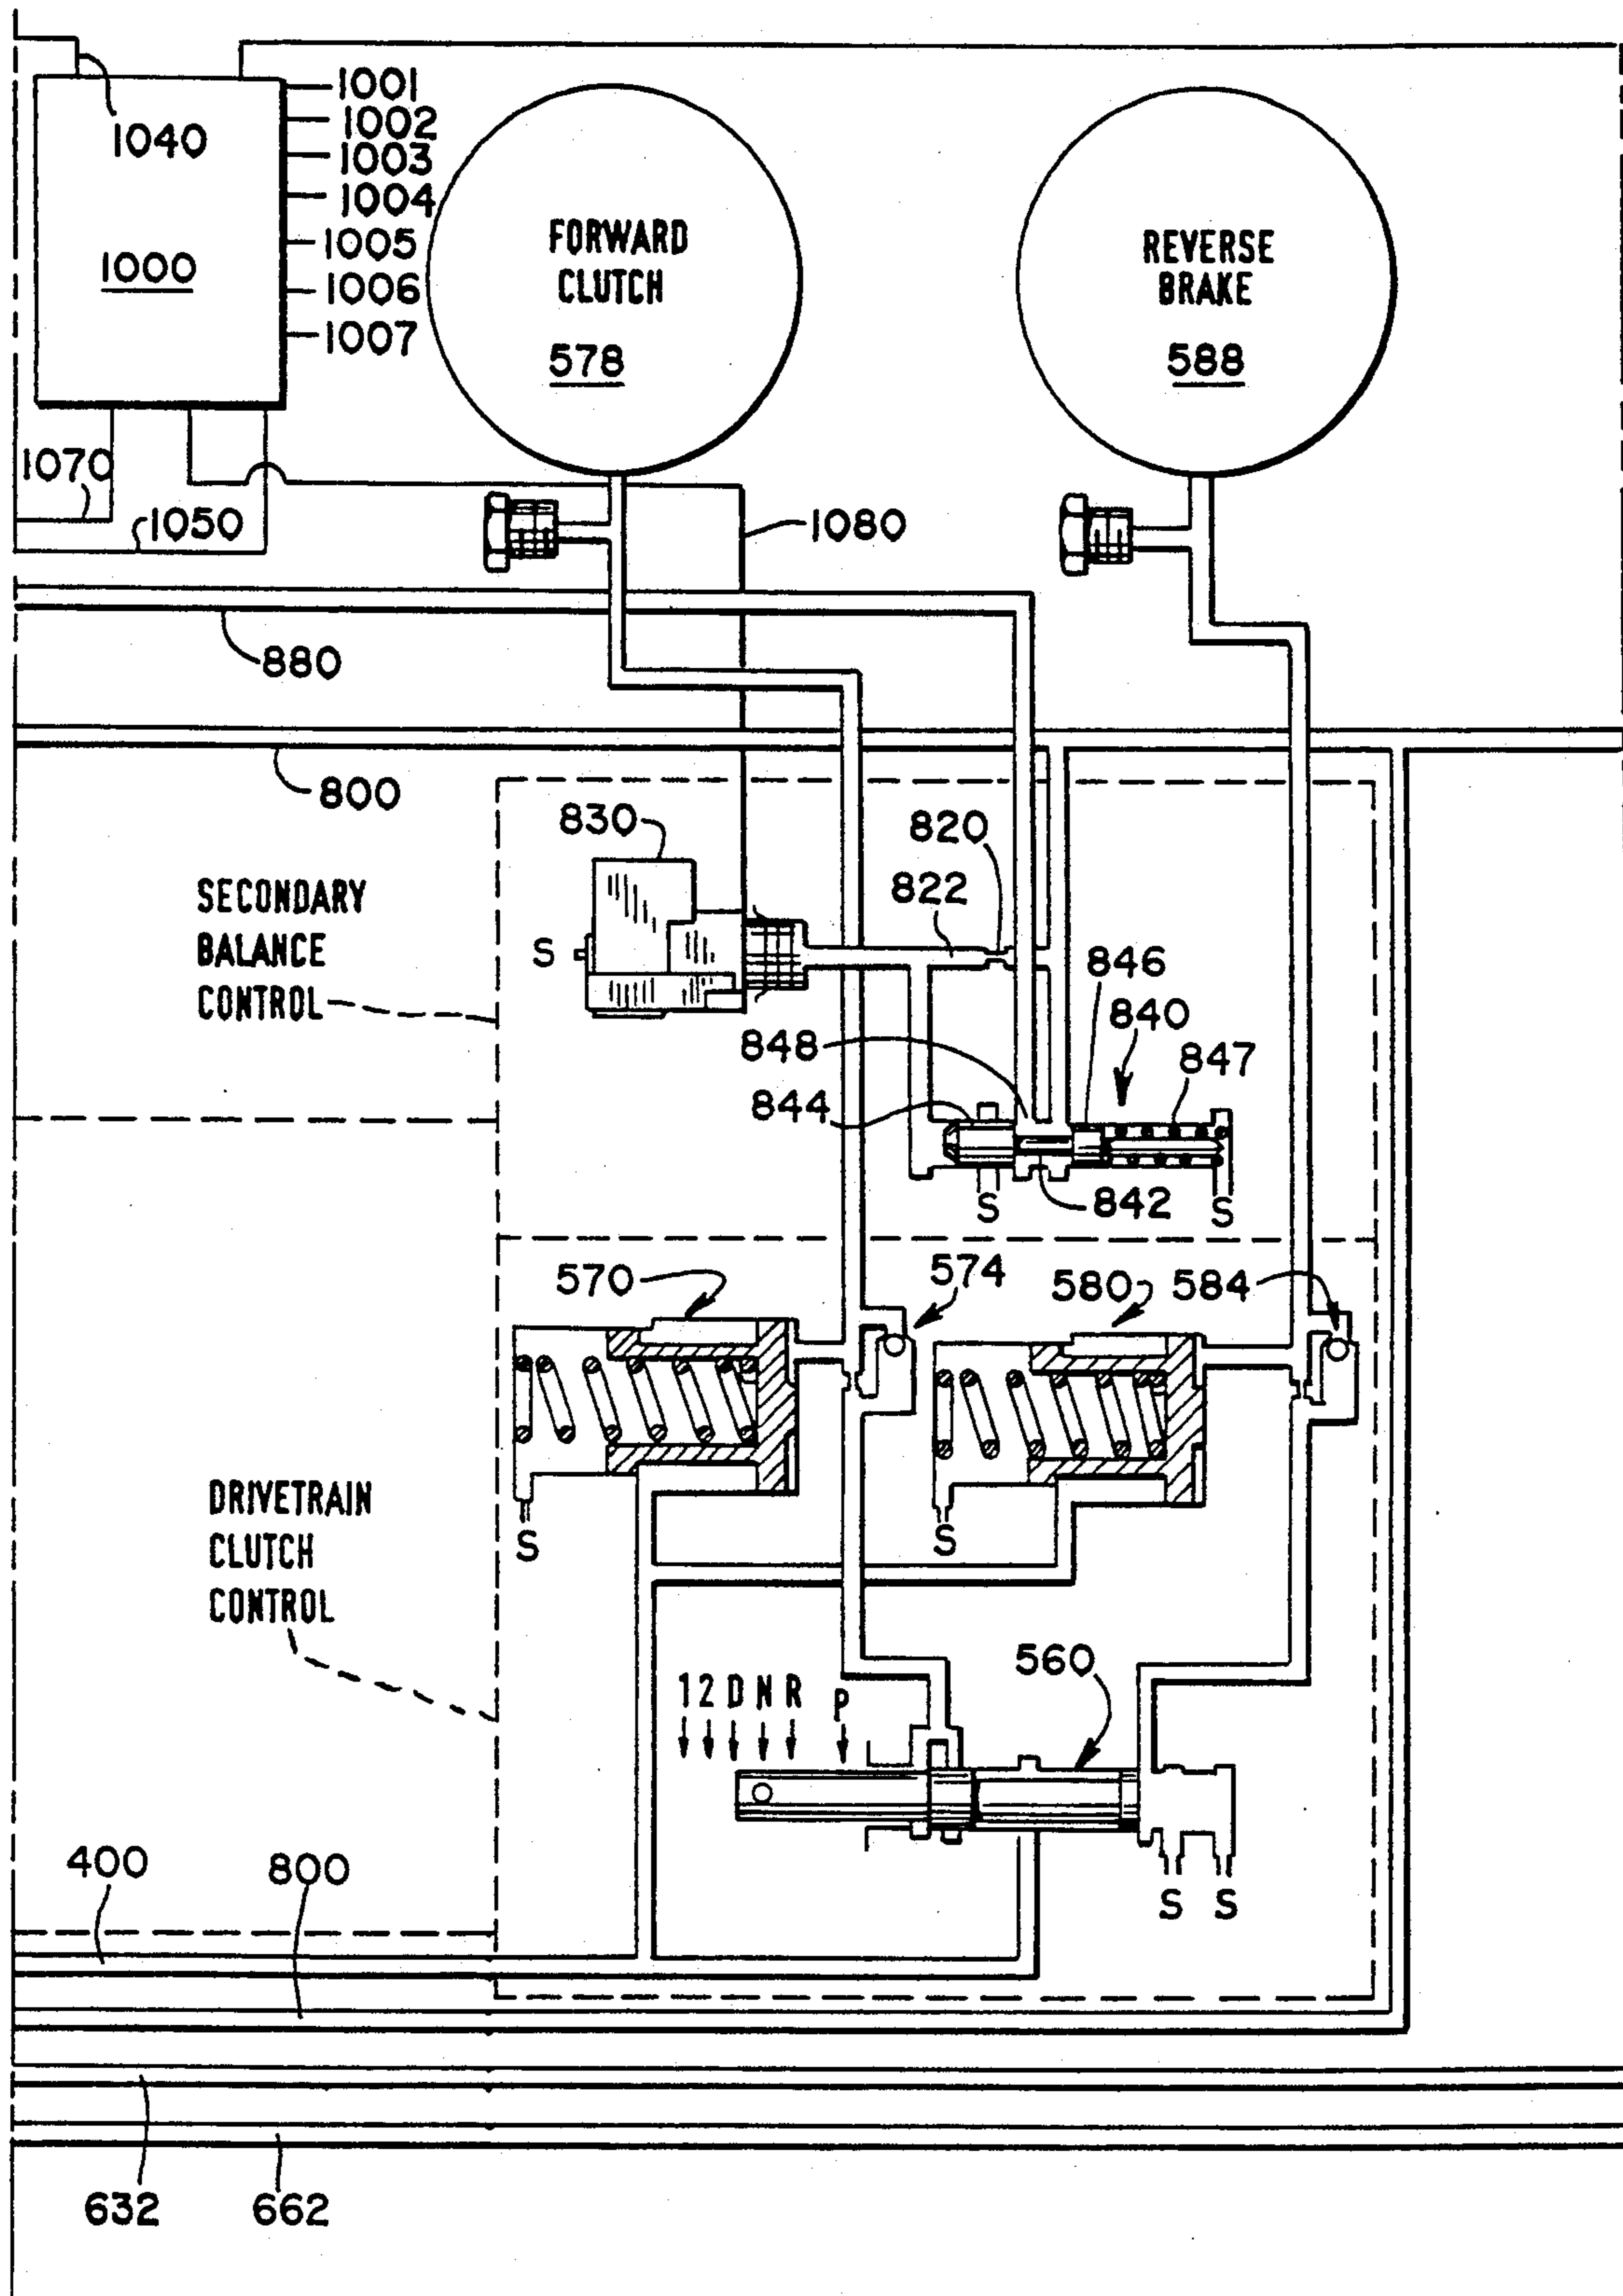 1001
1002
1003
1004
1005
1006
1007
1040
1000
FORWARD
CLUTCH
578
REVERSE
BRAKE
588
1070
1050
1080
880
800
830
820
822
SECONDARY
BALANCE
CONTROL
S
846
840
848
847
844
842
S
S
570
574
580
584
S
S
DRIVETRAIN
CLUTCH
CONTROL
1 2 D N R P
560
400
800
S
S
632
662